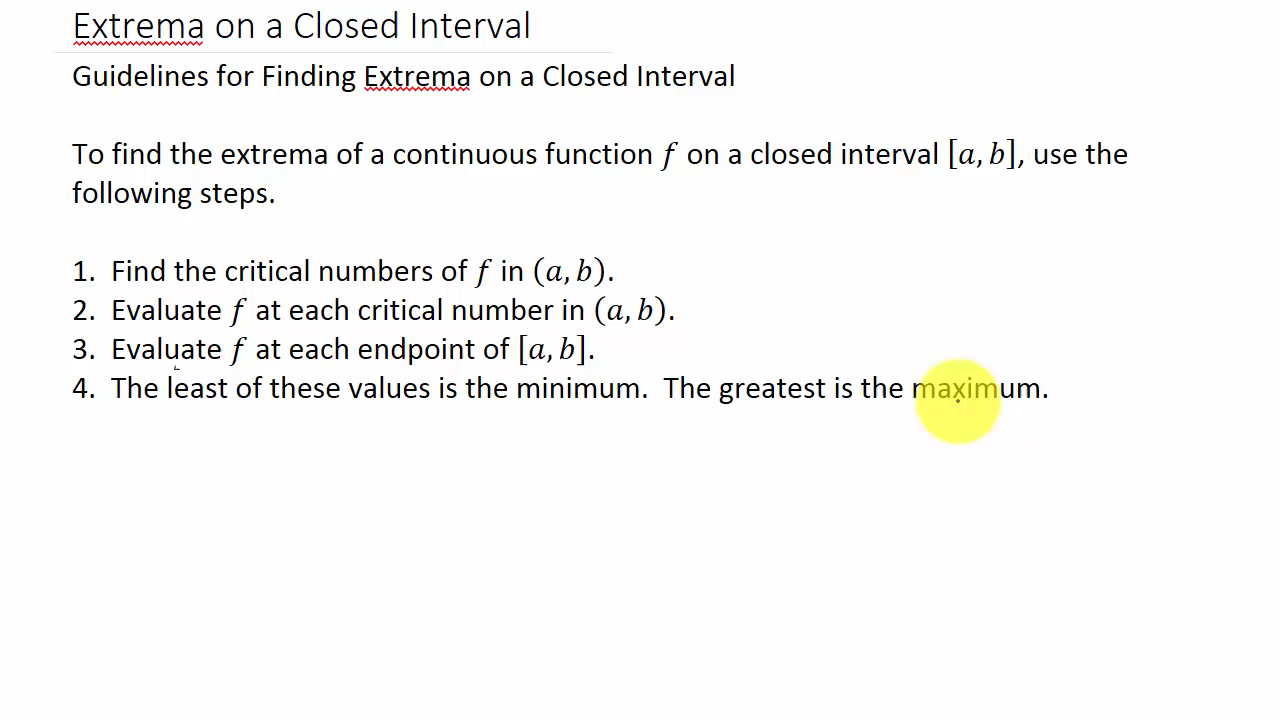 Extrema on a Closed Interval
Guidelines for Finding Extrema on a Closed Interval
To find the extrema of a continuous function f on a closed interval [a, b], use the
following steps.
1. Find the critical numbers of f in (a, b).
2. Evaluate f at each critical number in (a, b).
3. Evaluate f at each endpoint of [a, b].
4. The least of these values is the minimum. The greatest is the maximum.